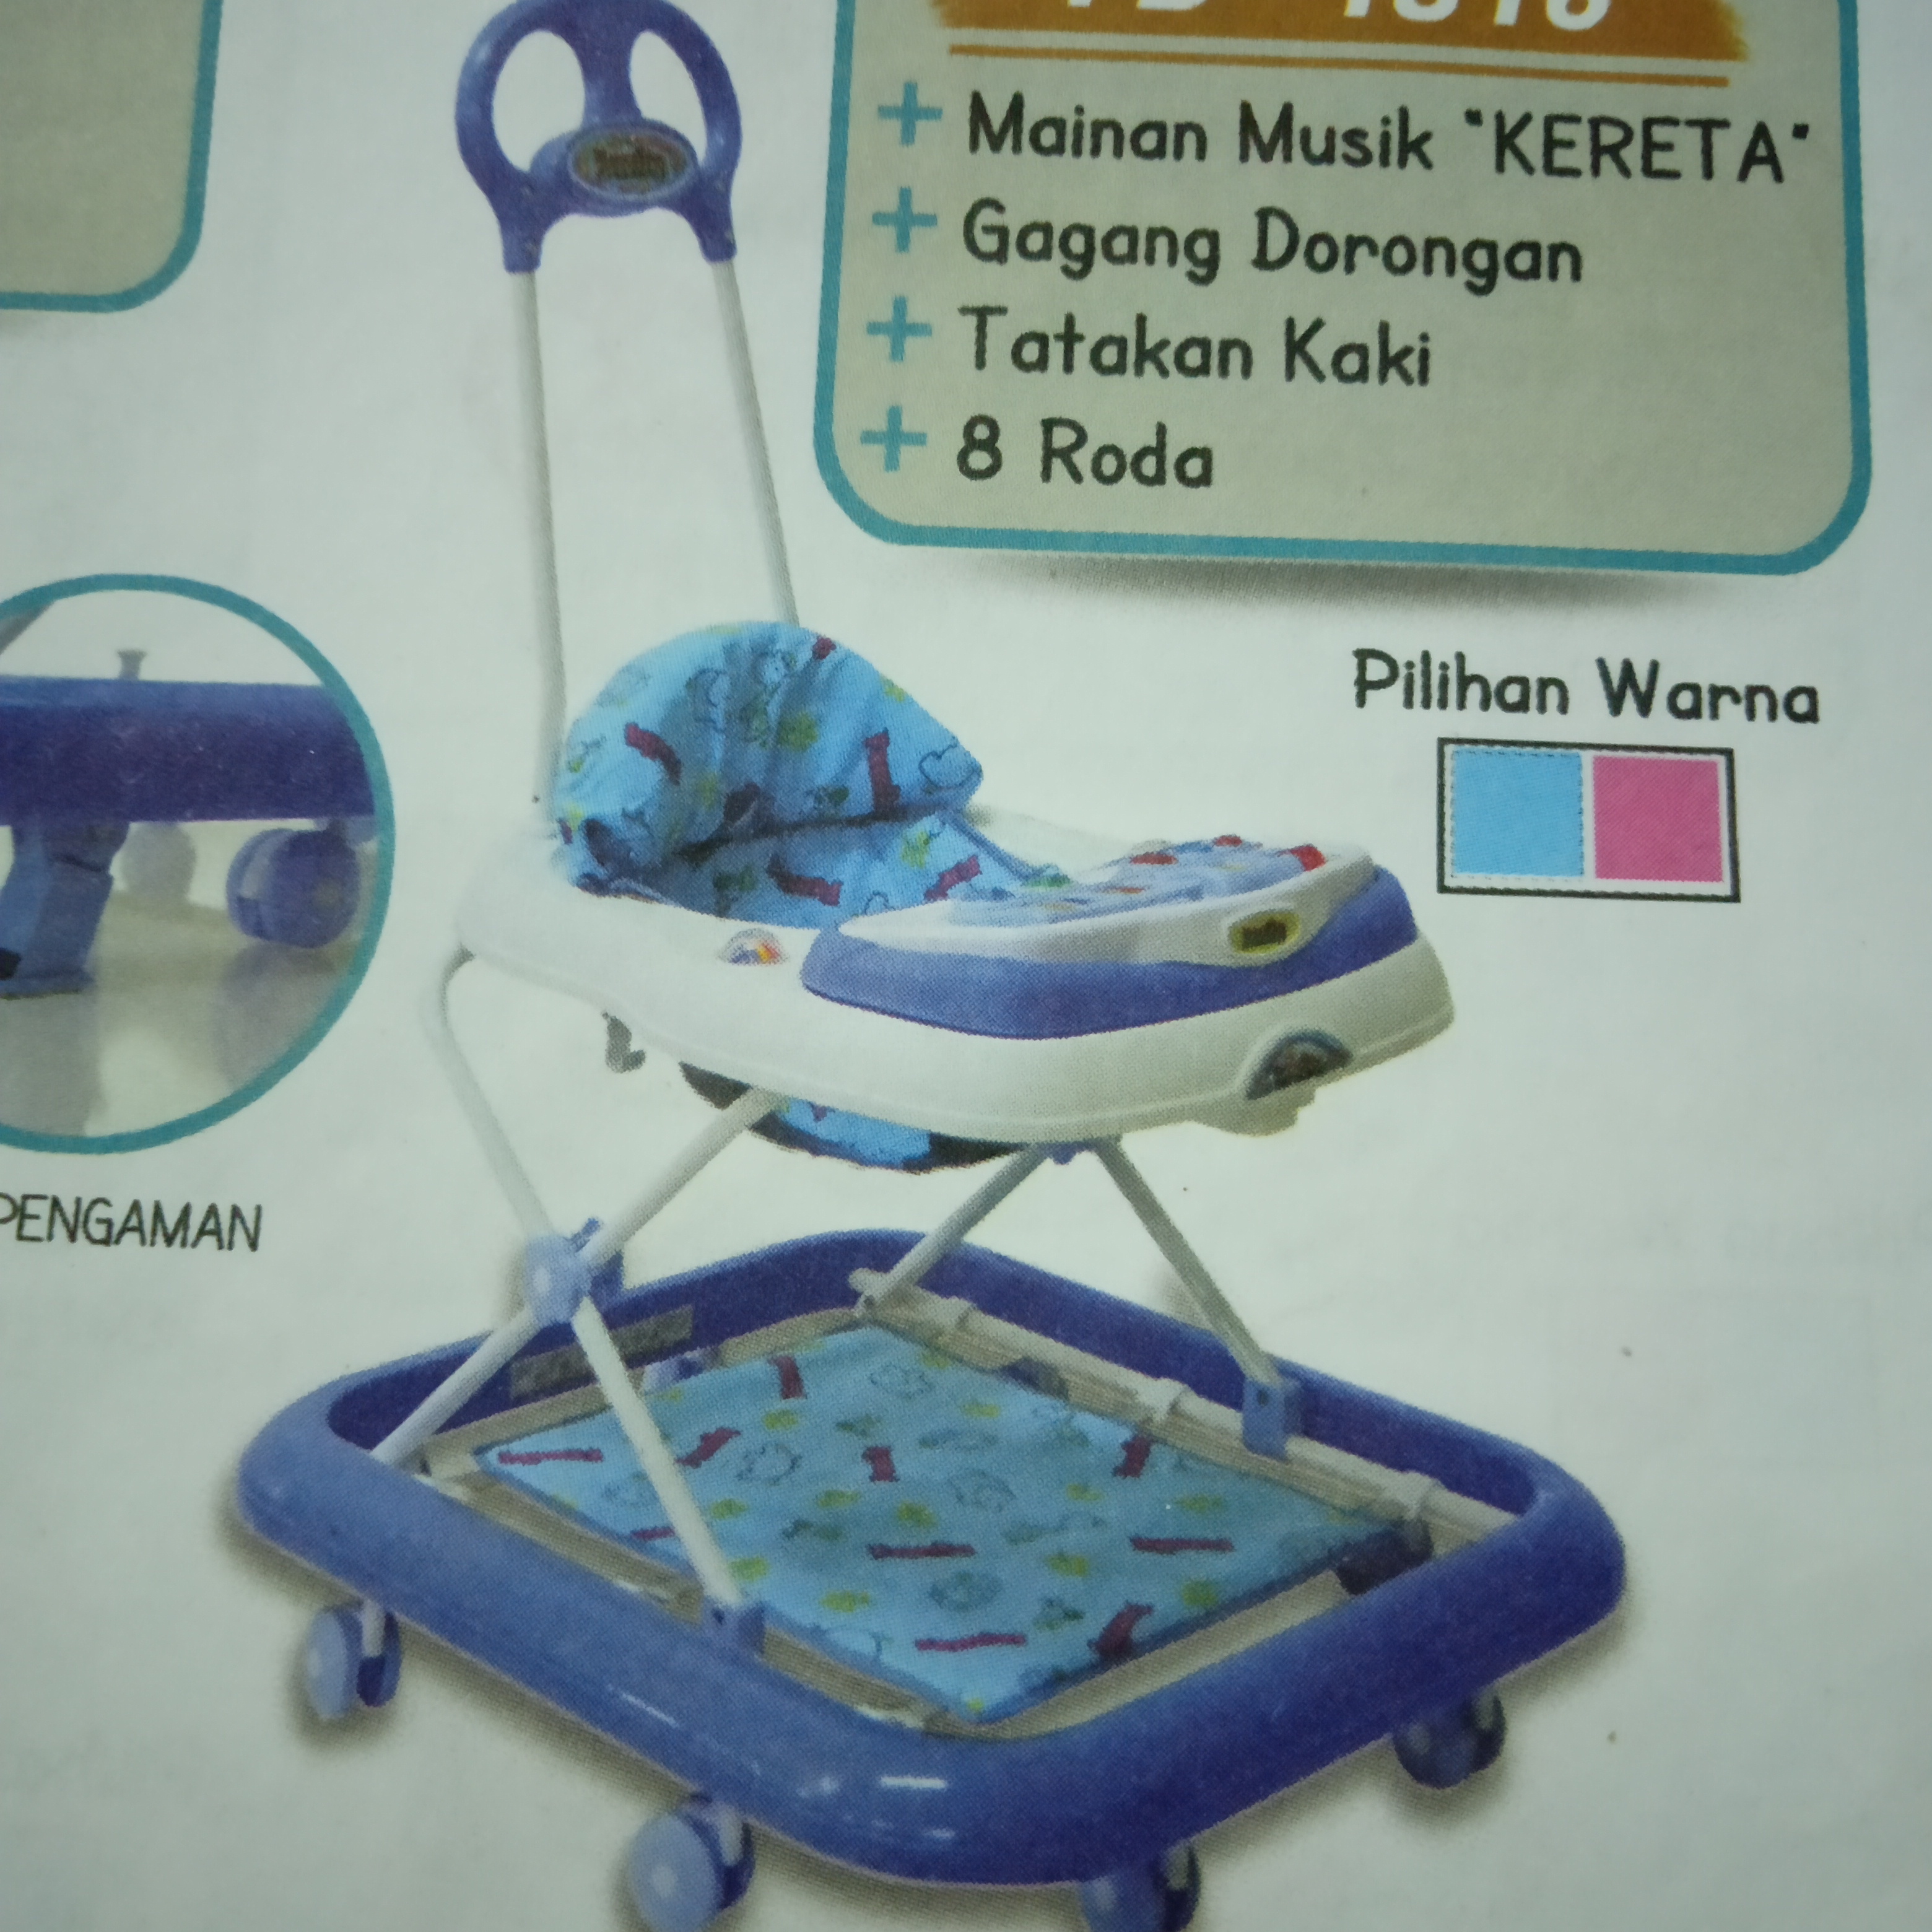 + Mainan Musik "KERETA"
+ Gagang Dorongan
+ Tatakan Kaki
+ 8 Roda
Pilihan Warna
PENGAMAN